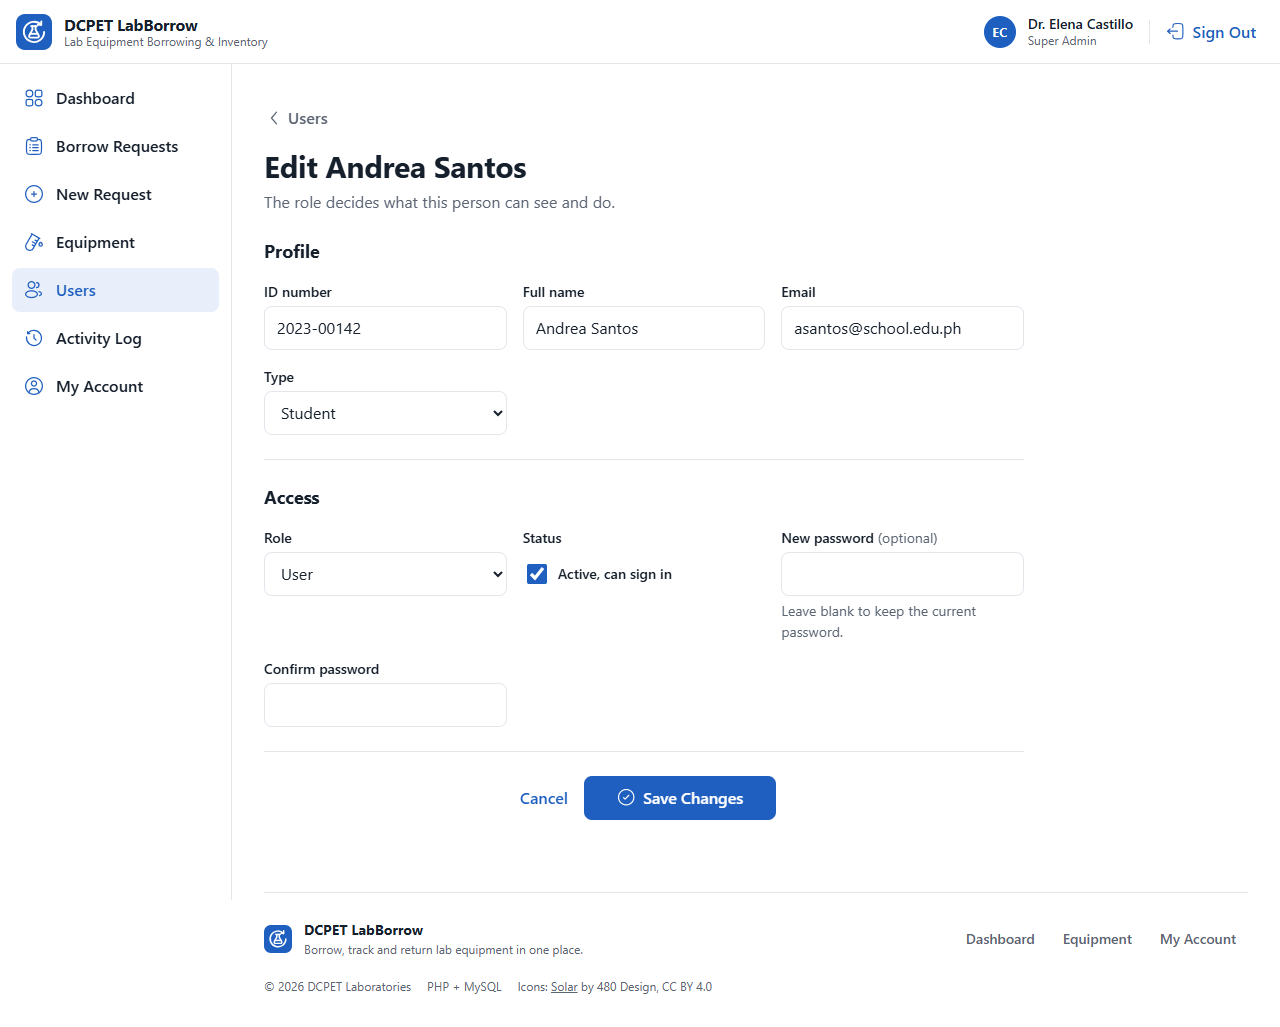 DCPET LabBorrow
Lab Equipment Borrowing & Inventory
EC
Dr. Elena Castillo
Super Admin
Sign Out
Dashboard
Borrow Requests
New Request
Equipment
Users
Activity Log
My Account
Users
Edit Andrea Santos
The role decides what this person can see and do.
Profile
ID number
Full name
Email
2023-00142
Andrea Santos
asantos@school.edu.ph
Type
Student
Access
Role
Status
New password (optional)
User
Active, can sign in
Leave blank to keep the current
password.
Confirm password
Cancel
Save Changes
DCPET LabBorrow
Borrow, track and return lab equipment in one place.
Dashboard
Equipment
My Account
© 2026 DCPET Laboratories
PHP + MySQL
Icons: Solar by 480 Design, CC BY 4.0